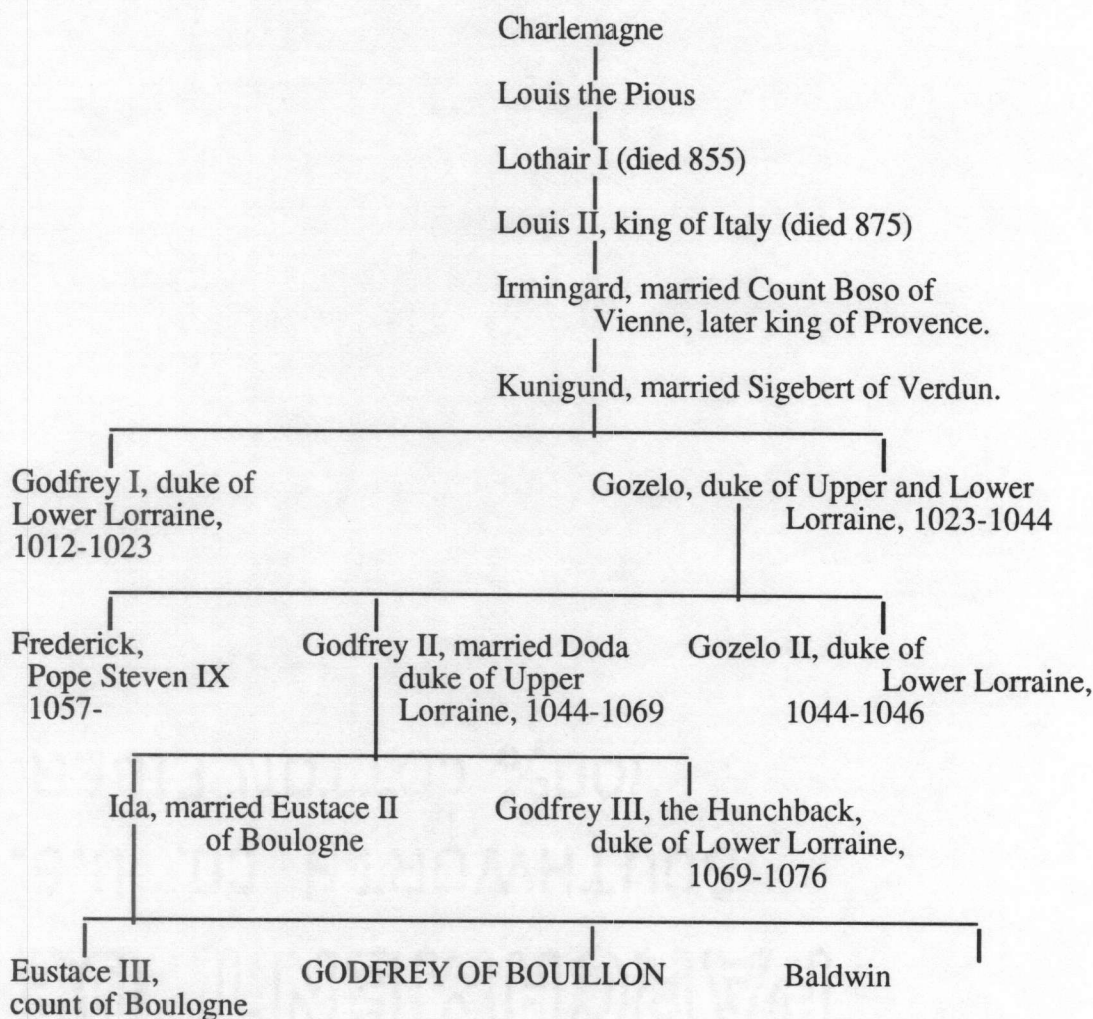 Charlemagne
Louis the Pious
Lothair I (died 855)
Louis II, king of Italy (died 875)
Irmingard, married Count Boso of
Vienne, later king of Provence.
Kunigund, married Sigebert of Verdun.
Godfrey I, duke of
Lower Lorraine,
1012-1023
Gozelo, duke of Upper and Lower
Lorraine, 1023-1044
Frederick,
Pope Steven IX
1057-
Godfrey II, married Doda
duke of Upper
Lorraine, 1044-1069
Gozelo II, duke of
Lower Lorraine,
1044-1046
Ida, married Eustace II
of Boulogne
Godfrey III, the Hunchback,
duke of Lower Lorraine,
1069-1076
Eustace III,
count of Boulogne
GODFREY OF BOUILLON
Baldwin